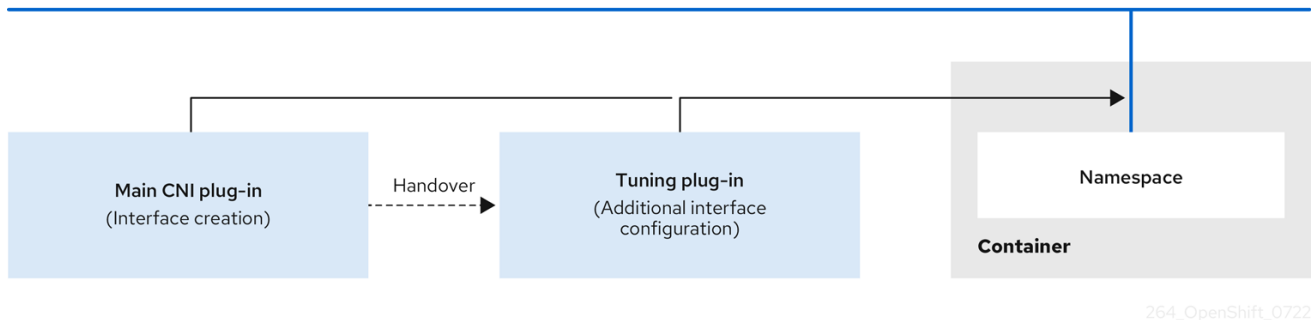 Main CNI plug-in
(Interface creation)
Handover
Tuning plug-in
(Additional interface
configuration)
Namespace
Container
264_OpenShift_0722